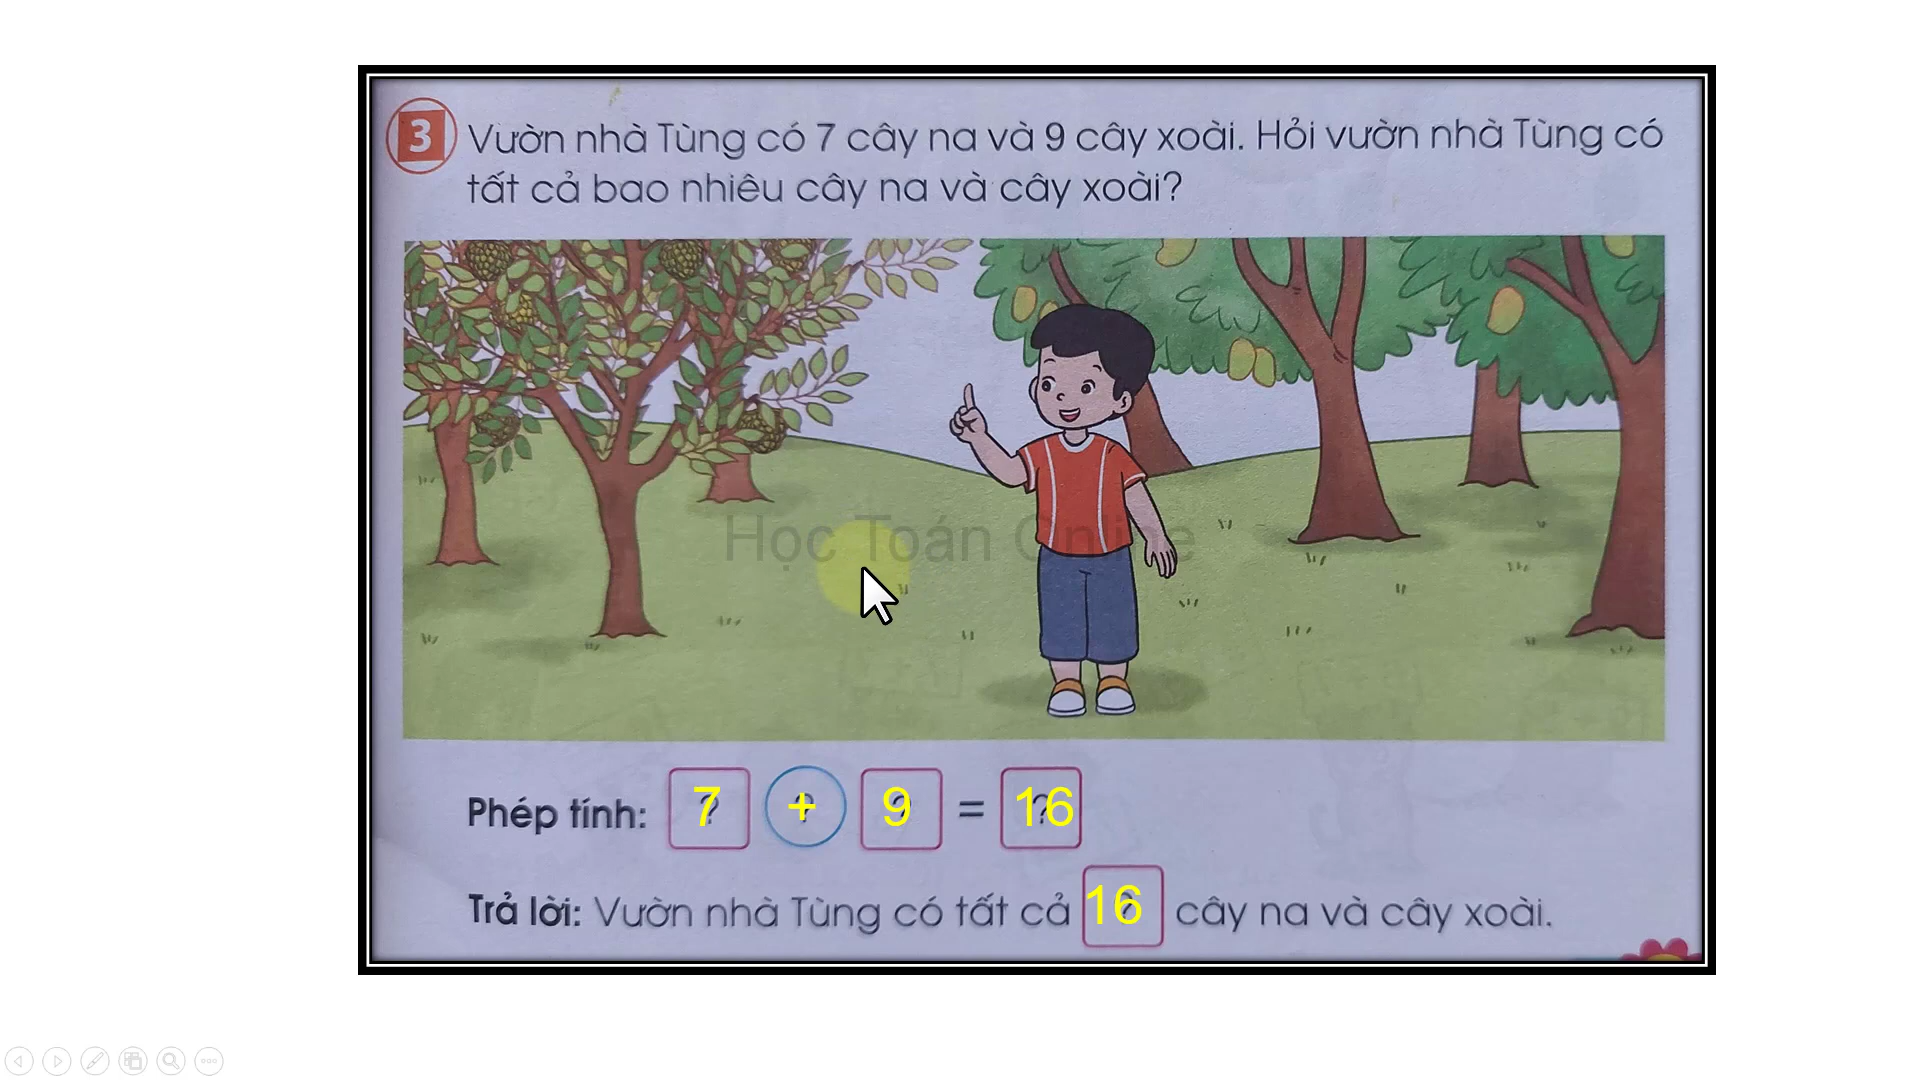 3 Vườn nhà Tùng có 7 cây na và 9 cây xoài. Hỏi vườn nhà Tùng có
tất cả bao nhiêu cây na và cây xoài?
Học Toán Online
Phép tính: 7 + 9 = 16
Trả lời: Vườn nhà Tùng có tất cả 16 cây na và cây xoài.